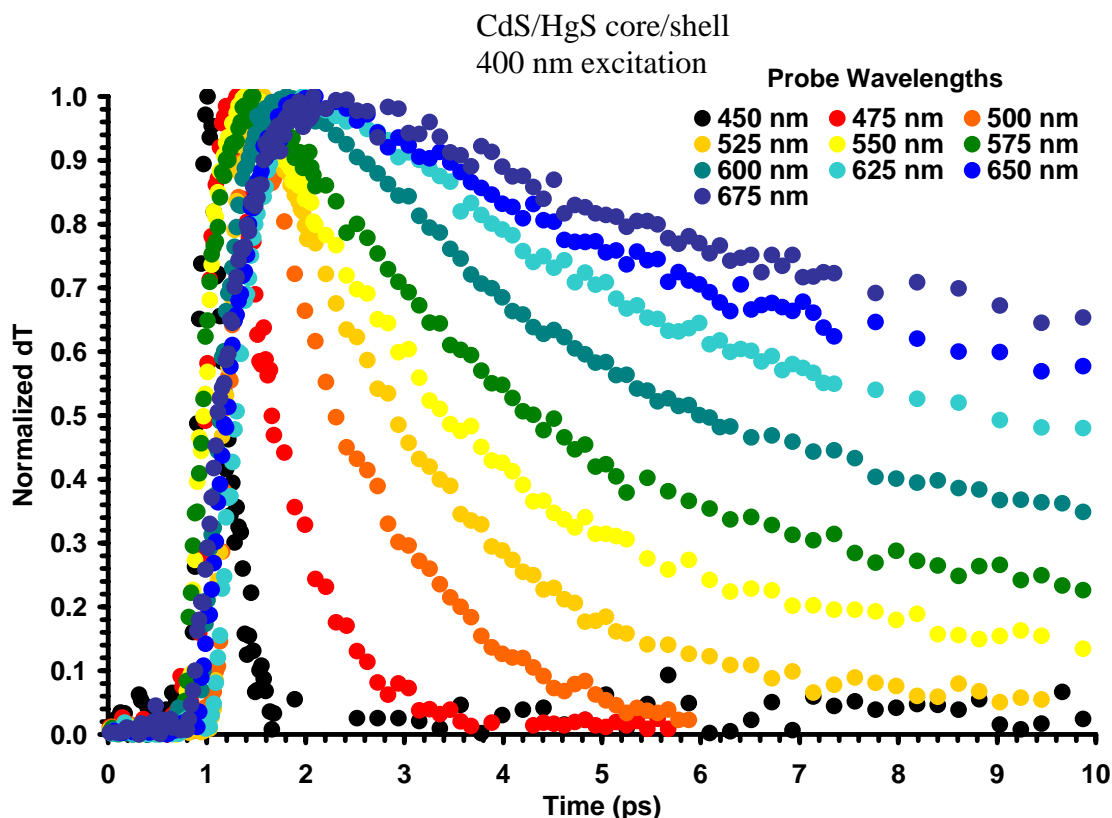 CdS/HgS core/shell
400 nm excitation
Probe Wavelengths
450 nm 475 nm 500 nm
525 nm 550 nm 575 nm
600 nm 625 nm 650 nm
675 nm
Normalized dT
1.0
0.9
0.8
0.7
0.6
0.5
0.4
0.3
0.2
0.1
0.0
0 1 2 3 4 5 6 7 8 9 10
Time (ps)